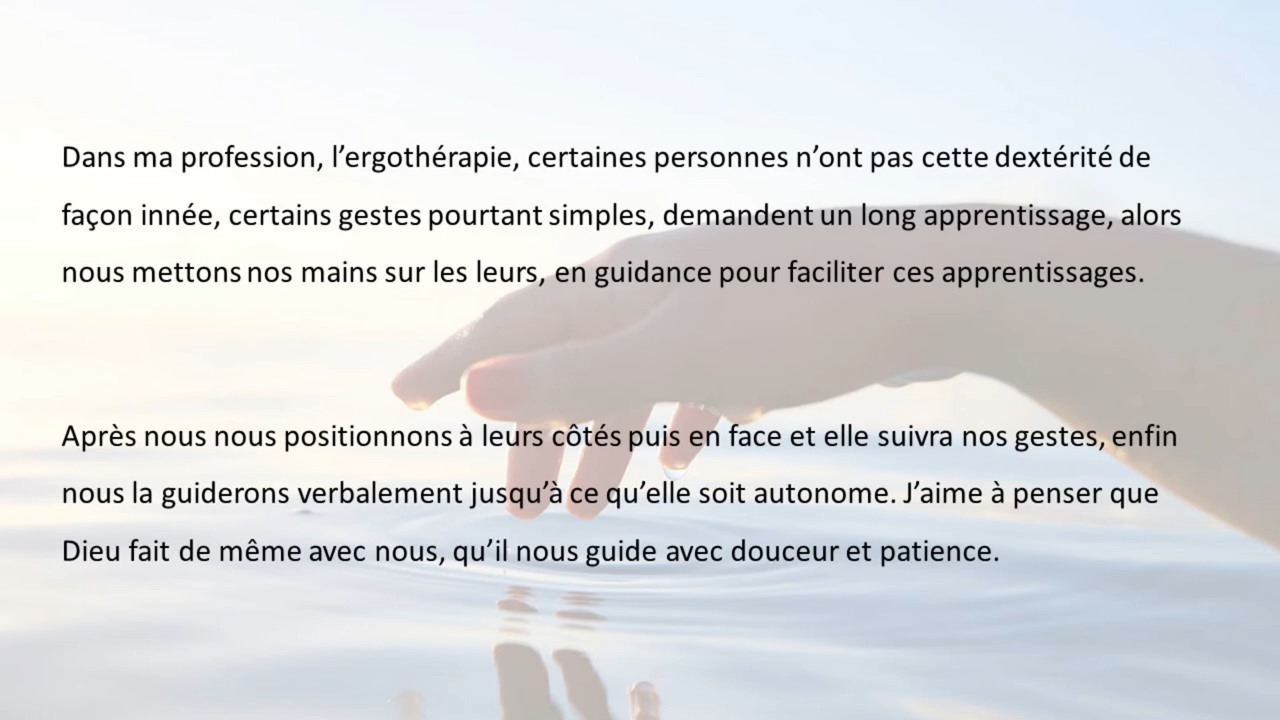 Dans ma profession, l’ergothérapie, certaines personnes n’ont pas cette dextérité de
façon innée, certains gestes pourtant simples, demandent un long apprentissage, alors
nous mettons nos mains sur les leurs, en guidance pour faciliter ces apprentissages.
Après nous nous positionnons à leurs côtés puis en face et elle suivra nos gestes, enfin
nous la guiderons verbalement jusqu’à ce qu’elle soit autonome. J’aime à penser que
Dieu fait de même avec nous, qu’il nous guide avec douceur et patience.